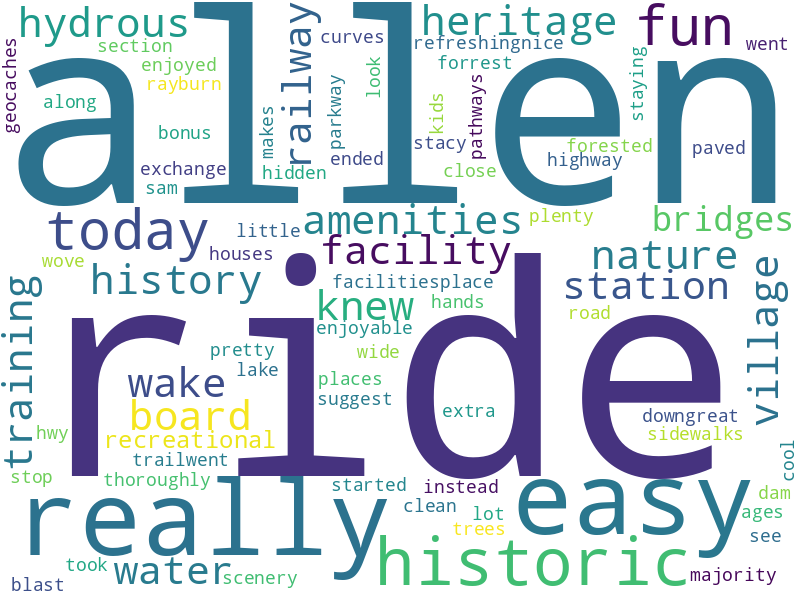 hydrous
allen
heritage
fun
went
geocaches
section
enjoyed
rayburn
along
bonus
exchange
sam
makes
hidden
railway
parkway
curves
ended
look
refreshingnice
forrest
kids
stacy
close
pathways
highway
forested
staying
paved
today
little
amenities
plenty
bridges
wove
houses
facility
history
facilitiesplace
knew
hands
enjoyable
nature
station
road
village
training
ride
pretty
lake
wide
places
suggest
wake
board
recreational
extra
downgreat
sidewalks
hwy
trailwent
stop
thoroughly
started
instead
clean
lot
trees
really
easy
cool
dam
ages
see
took
water
scenery
historic
majority
blast